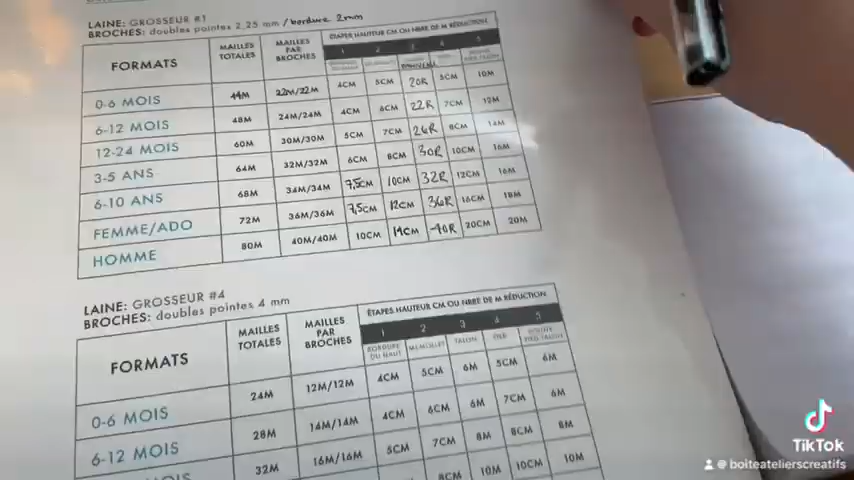 LAINE: GROSSEUR #1
BROCHES: doubles pointes 2,25 mm / bordure 2mm
FORMATS MAILLES TOTALES MAILLES PAR BROCHES ÉTAPES HAUTEUR CM OU NBRE DE M RÉDUCTION
1 2 3 4 5
0-6 MOIS 44M 22M/22M 4CM 5CM 20R 5CM 10M
6-12 MOIS 48M 24M/24M 4CM 6CM 22R 7CM 12M
12-24 MOIS 60M 30M/30M 5CM 7CM 26R 8CM 14M
3-5 ANS 64M 32M/32M 6CM 8CM 30R 10CM 16M
6-10 ANS 68M 34M/34M 7,5CM 10CM 32R 12CM 16M
FEMME/ADO 72M 36M/36M 7,5CM 12CM 36R 16CM 18M
HOMME 80M 40M/40M 10CM 14CM 40R 20CM 20M
LAINE: GROSSEUR #4
BROCHES: doubles pointes 4 mm
FORMATS MAILLES TOTALES MAILLES PAR BROCHES ÉTAPES HAUTEUR CM OU NBRE DE M RÉDUCTION
1 2 3 4 5
BORDURE DU HAUT MOLLET TALON PIED
0-6 MOIS 24M 12M/12M 4CM 5CM 6M 5CM 6M
6-12 MOIS 28M 14M/14M 4CM 6CM 6M 7CM 6M
MOIS 32M 16M/16M 5CM 7CM 8M 8CM 8M
8CM 10M 10CM 10M
TikTok
@boiteatelierscreatifs